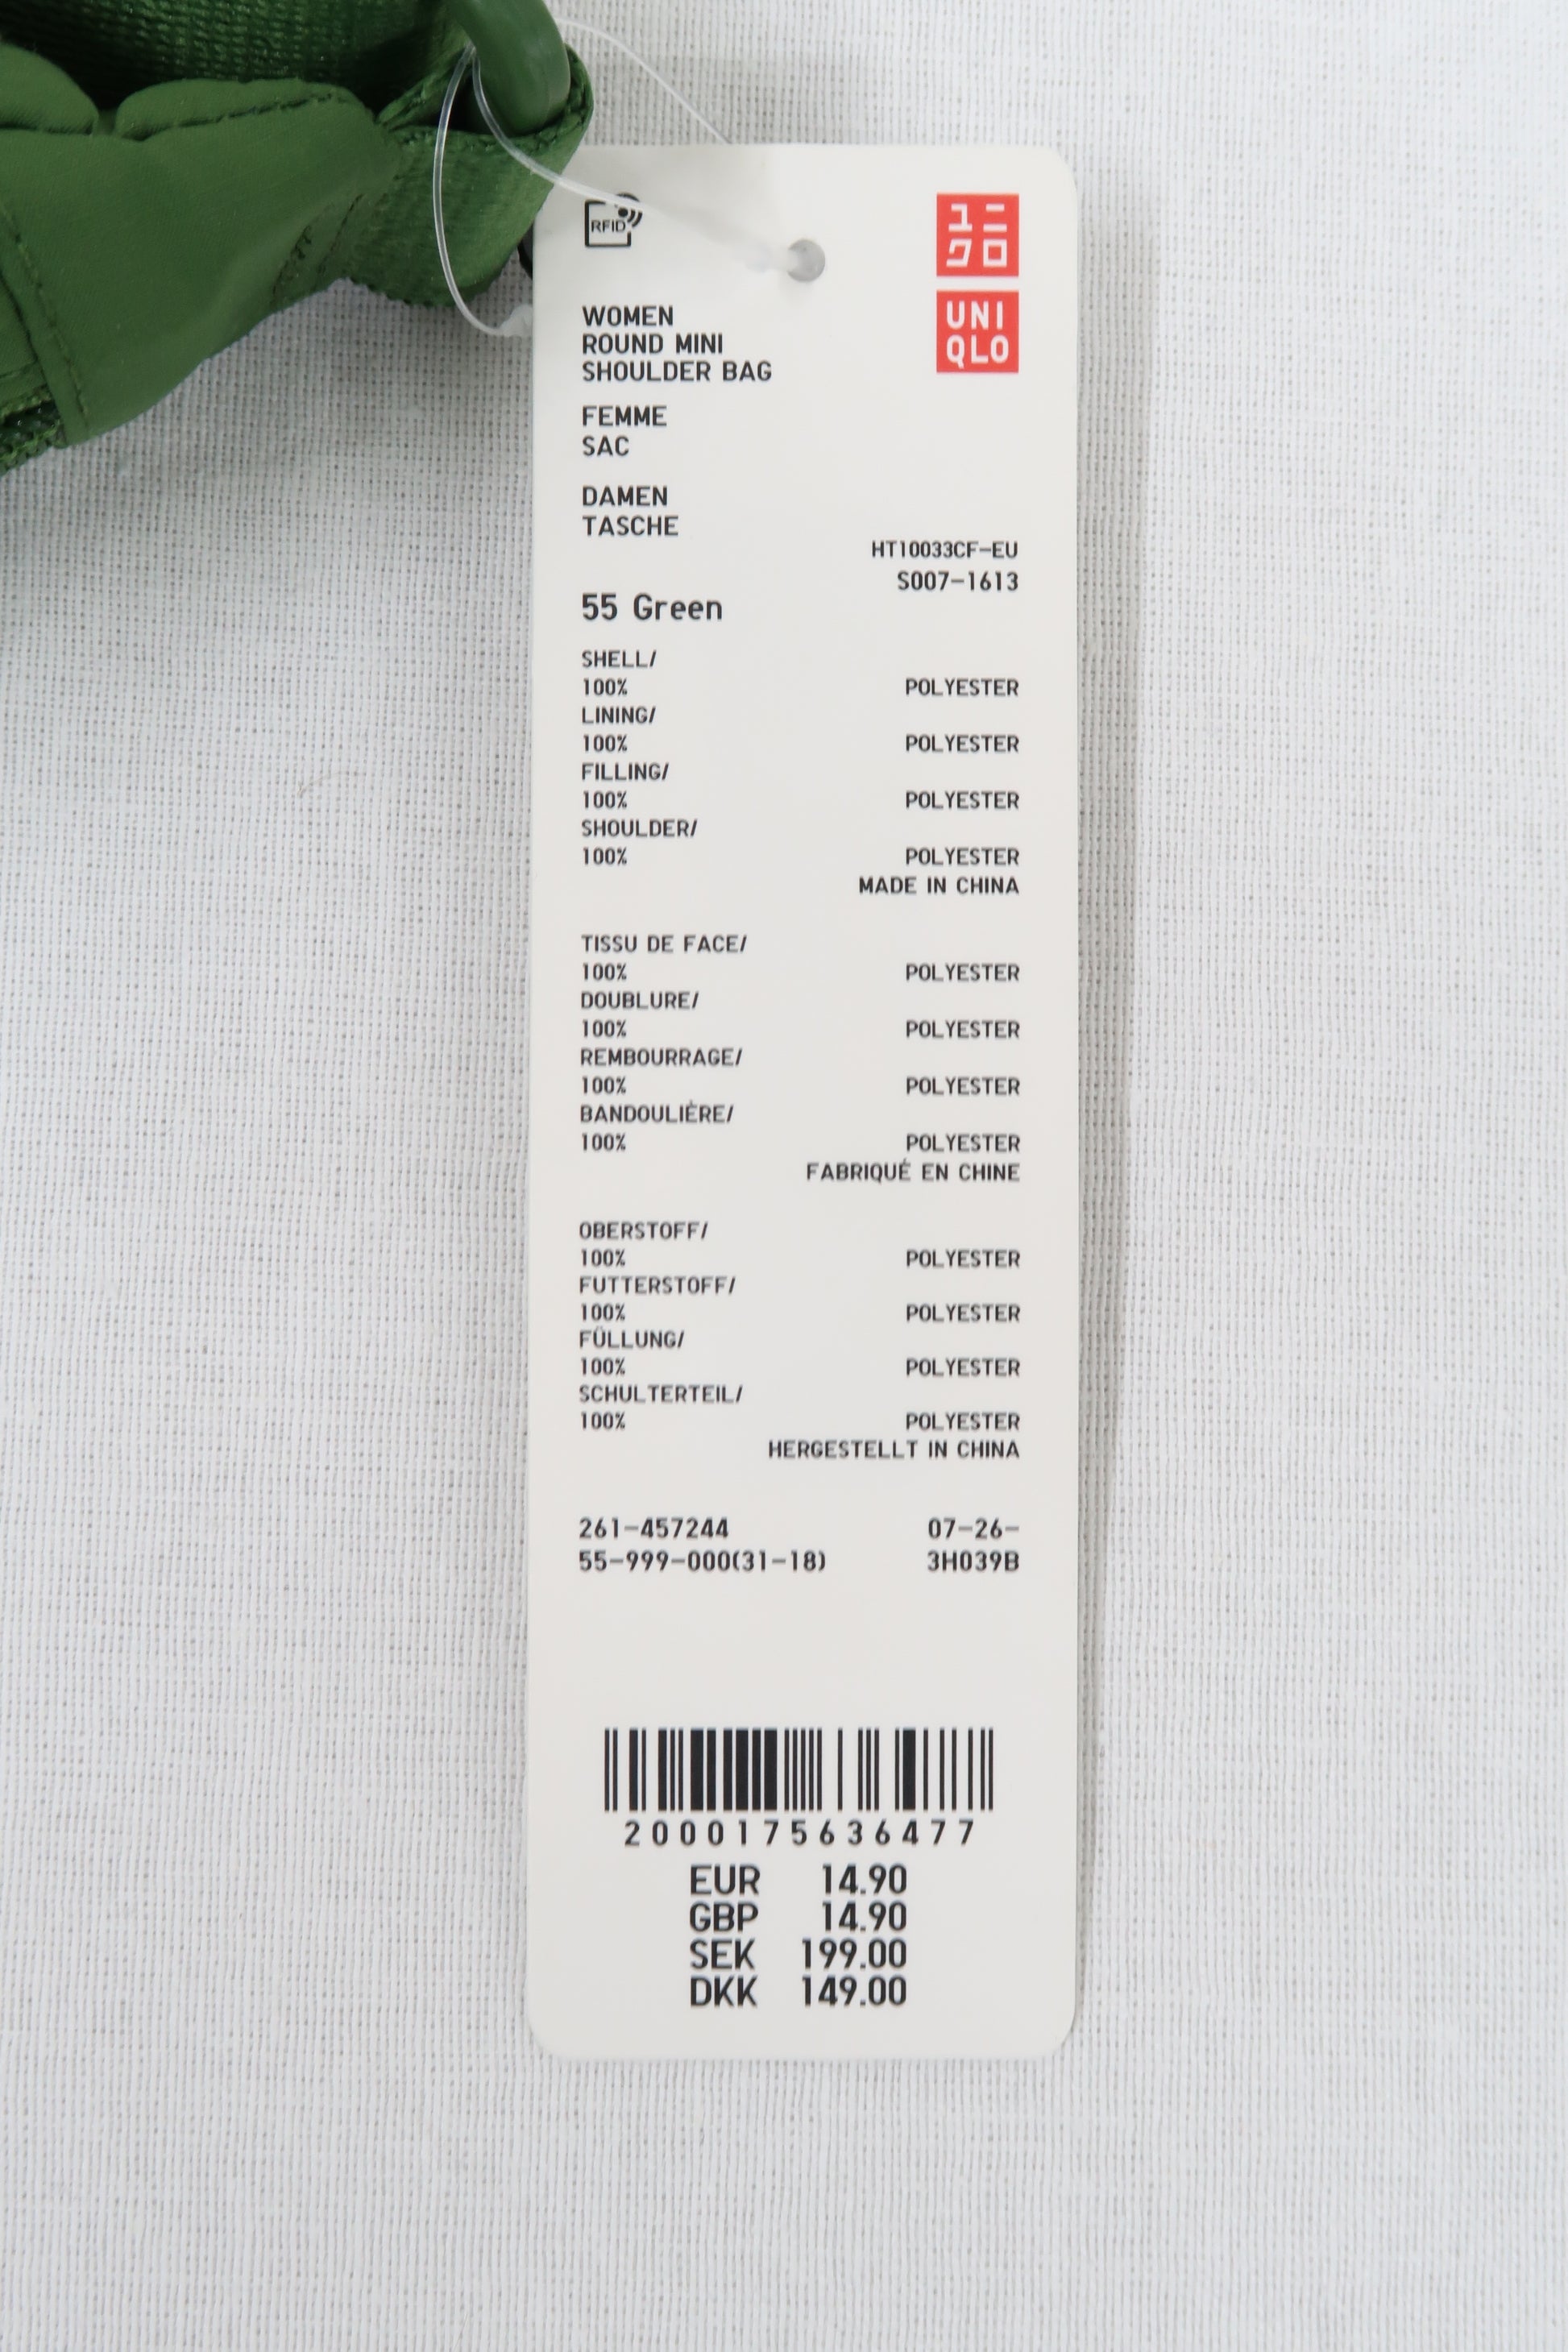 RFID
ユニ
クロ
UNI
QLO
WOMEN
ROUND MINI
SHOULDER BAG
FEMME
SAC
DAMEN
TASCHE
HT10033CF-EU
S007-1613
55 Green
SHELL/
100% POLYESTER
LINING/
100% POLYESTER
FILLING/
100% POLYESTER
SHOULDER/
100% POLYESTER
MADE IN CHINA
TISSU DE FACE/
100% POLYESTER
DOUBLURE/
100% POLYESTER
REMBOURRAGE/
100% POLYESTER
BANDOULIÈRE/
100% POLYESTER
FABRIQUÉ EN CHINE
OBERSTOFF/
100% POLYESTER
FUTTERSTOFF/
100% POLYESTER
FÜLLUNG/
100% POLYESTER
SCHULTERTEIL/
100% POLYESTER
HERGESTELLT IN CHINA
261-457244 07-26-
55-999-000(31-18) 3H039B
2000175636477
EUR 14.90
GBP 14.90
SEK 199.00
DKK 149.00